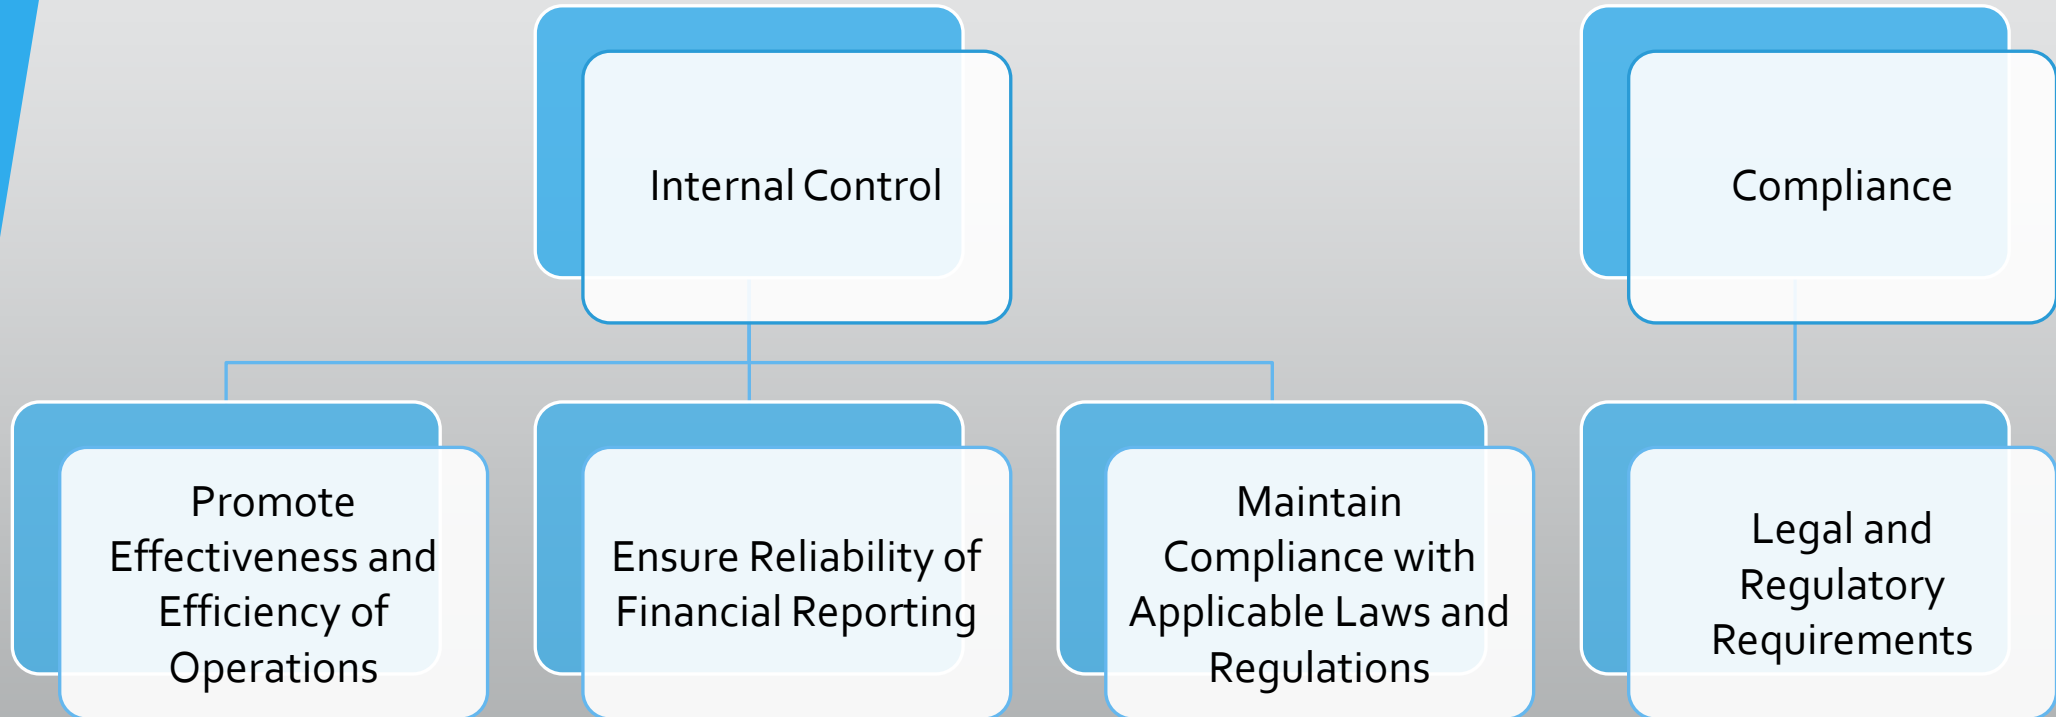 Internal Control
Compliance
Promote
Effectiveness and
Efficiency of
Operations
Ensure Reliability of
Financial Reporting
Maintain
Compliance with
Applicable Laws and
Regulations
Legal and
Regulatory
Requirements